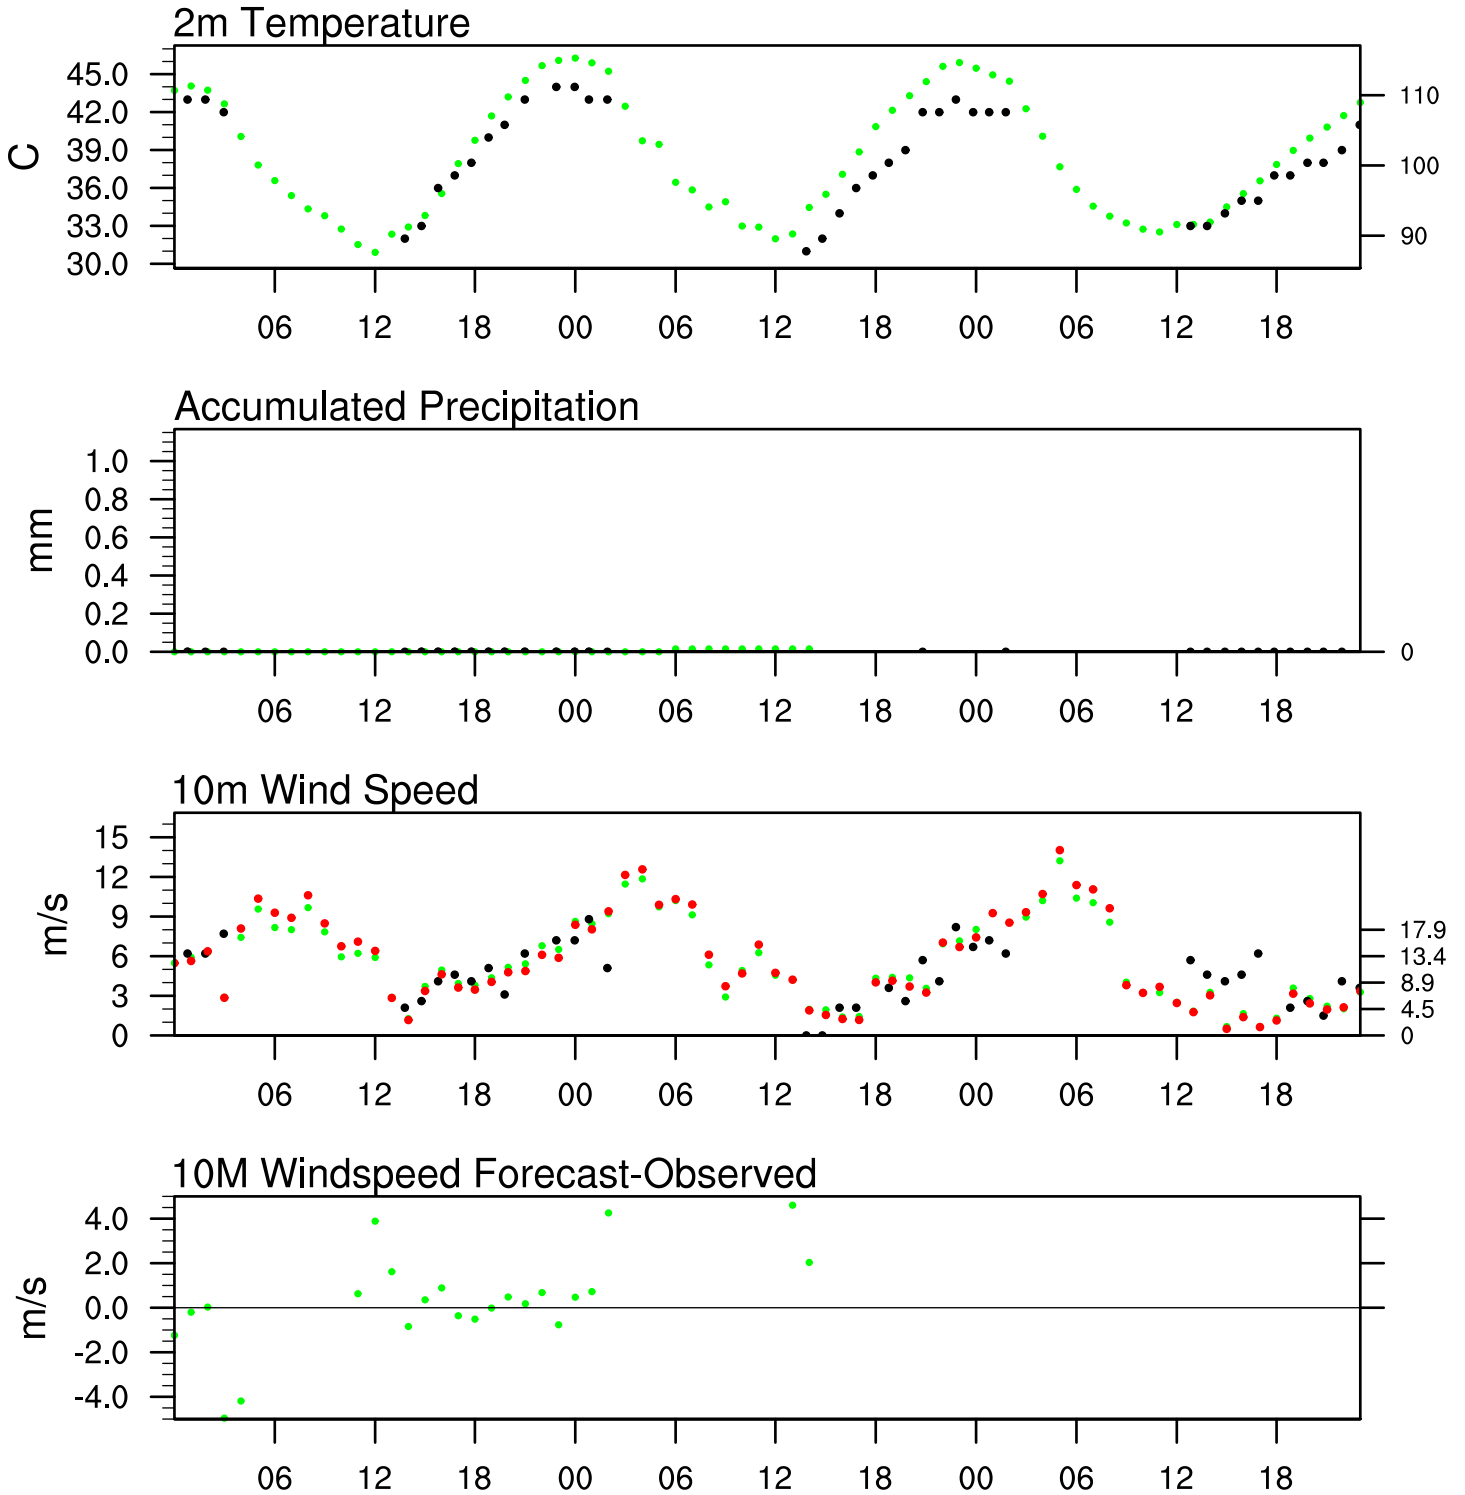 2m Temperature
45.0
42.0
39.0
36.0
33.0
30.0
C
110
100
90
06 12 18 00 06 12 18 00 06 12 18
Accumulated Precipitation
1.0
0.8
0.6
0.4
0.2
0.0
mm
0
06 12 18 00 06 12 18 00 06 12 18
10m Wind Speed
15
12
9
6
3
0
m/s
17.9
13.4
8.9
4.5
0
06 12 18 00 06 12 18 00 06 12 18
10M Windspeed Forecast-Observed
4.0
2.0
0.0
-2.0
-4.0
m/s
06 12 18 00 06 12 18 00 06 12 18